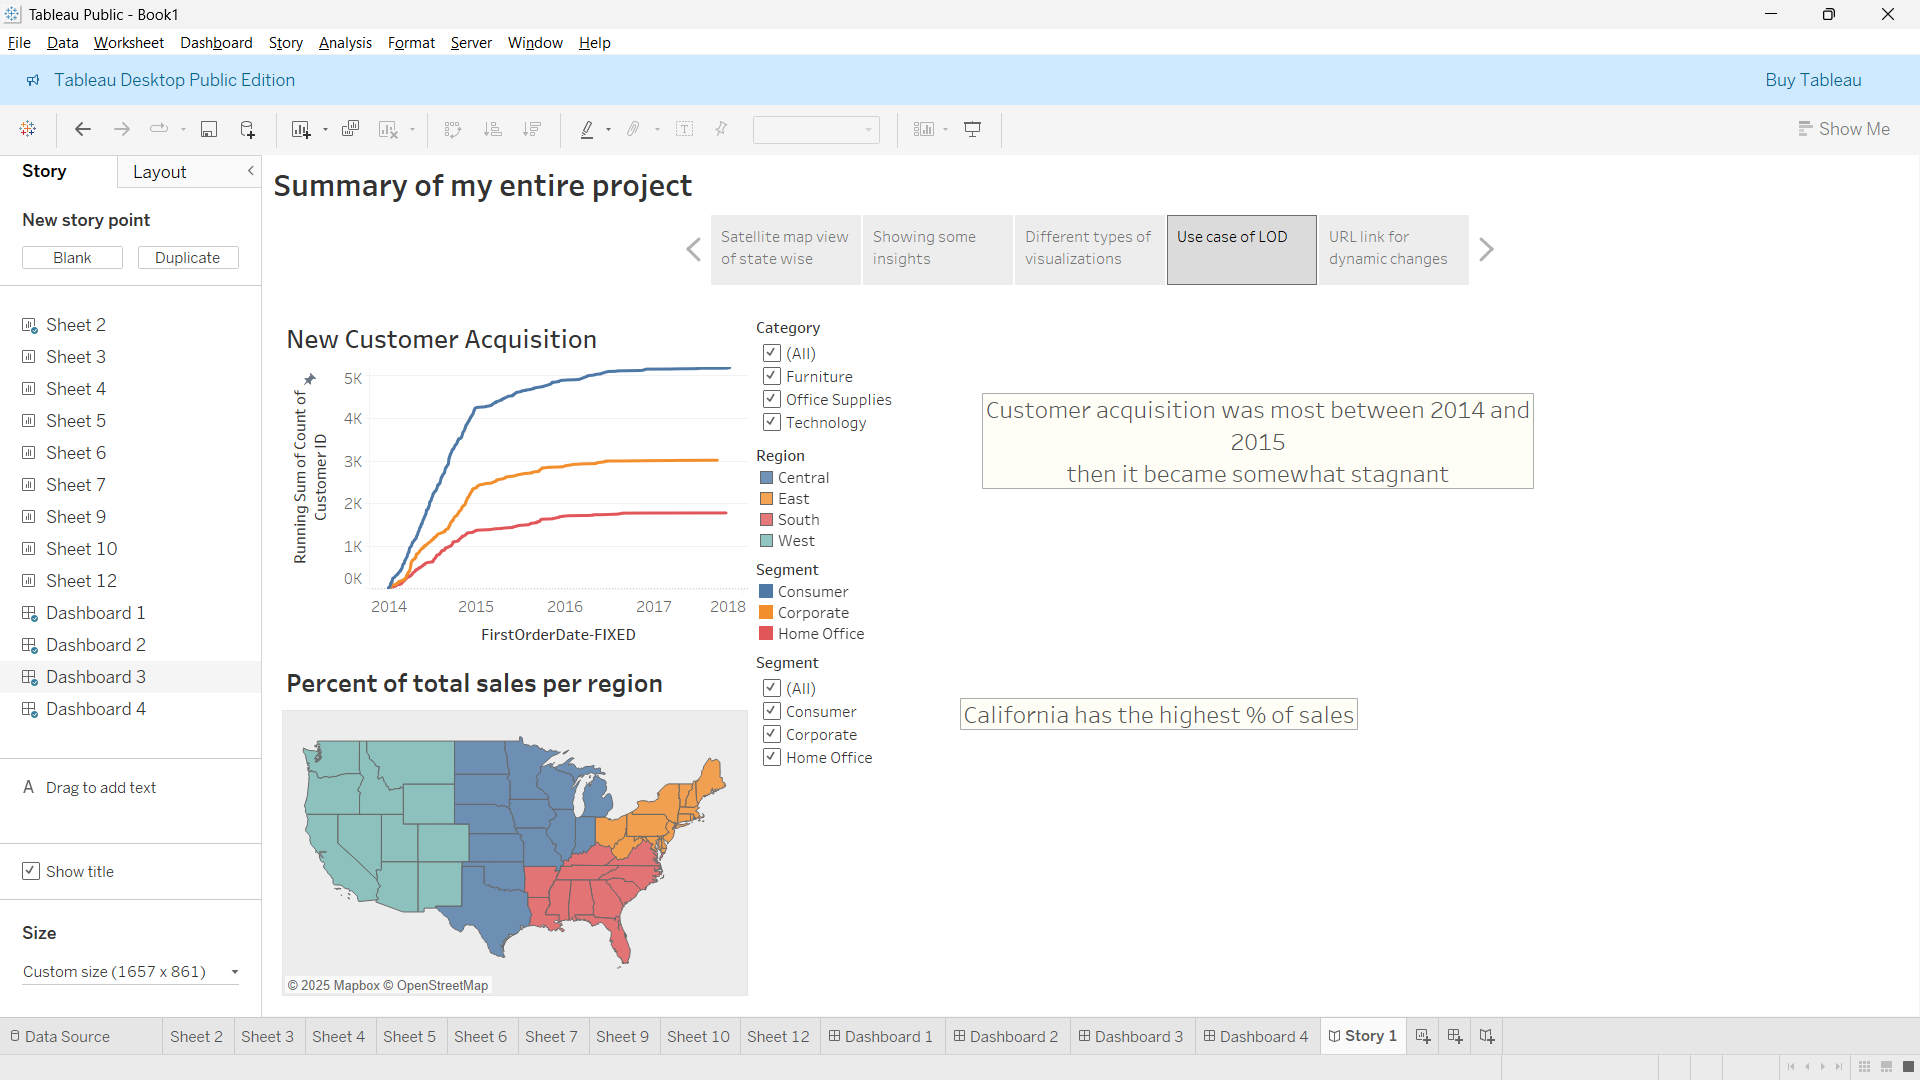 Tableau Public - Book1
File Data Worksheet Dashboard Story Analysis Format Server Window Help
Tableau Desktop Public Edition
Buy Tableau
Show Me
Story
Layout
New story point
Blank
Duplicate
Sheet 2
Sheet 3
Sheet 4
Sheet 5
Sheet 6
Sheet 7
Sheet 9
Sheet 10
Sheet 12
Dashboard 1
Dashboard 2
Dashboard 3
Dashboard 4
A Drag to add text
Show title
Size
Custom size (1657 x 861)
Summary of my entire project
Satellite map view
of state wise
Showing some
insights
Different types of
visualizations
Use case of LOD
URL link for
dynamic changes
New Customer Acquisition
Running Sum of Count of
Customer ID
5K
4K
3K
2K
1K
0K
2014 2015 2016 2017 2018
FirstOrderDate-FIXED
Category
(All)
Furniture
Office Supplies
Technology
Region
Central
East
South
West
Segment
Consumer
Corporate
Home Office
Segment
(All)
Consumer
Corporate
Home Office
Customer acquisition was most between 2014 and
2015
then it became somewhat stagnant
Percent of total sales per region
California has the highest % of sales
© 2025 Mapbox © OpenStreetMap
Data Source Sheet 2 Sheet 3 Sheet 4 Sheet 5 Sheet 6 Sheet 7 Sheet 9 Sheet 10 Sheet 12 Dashboard 1 Dashboard 2 Dashboard 3 Dashboard 4 Story 1